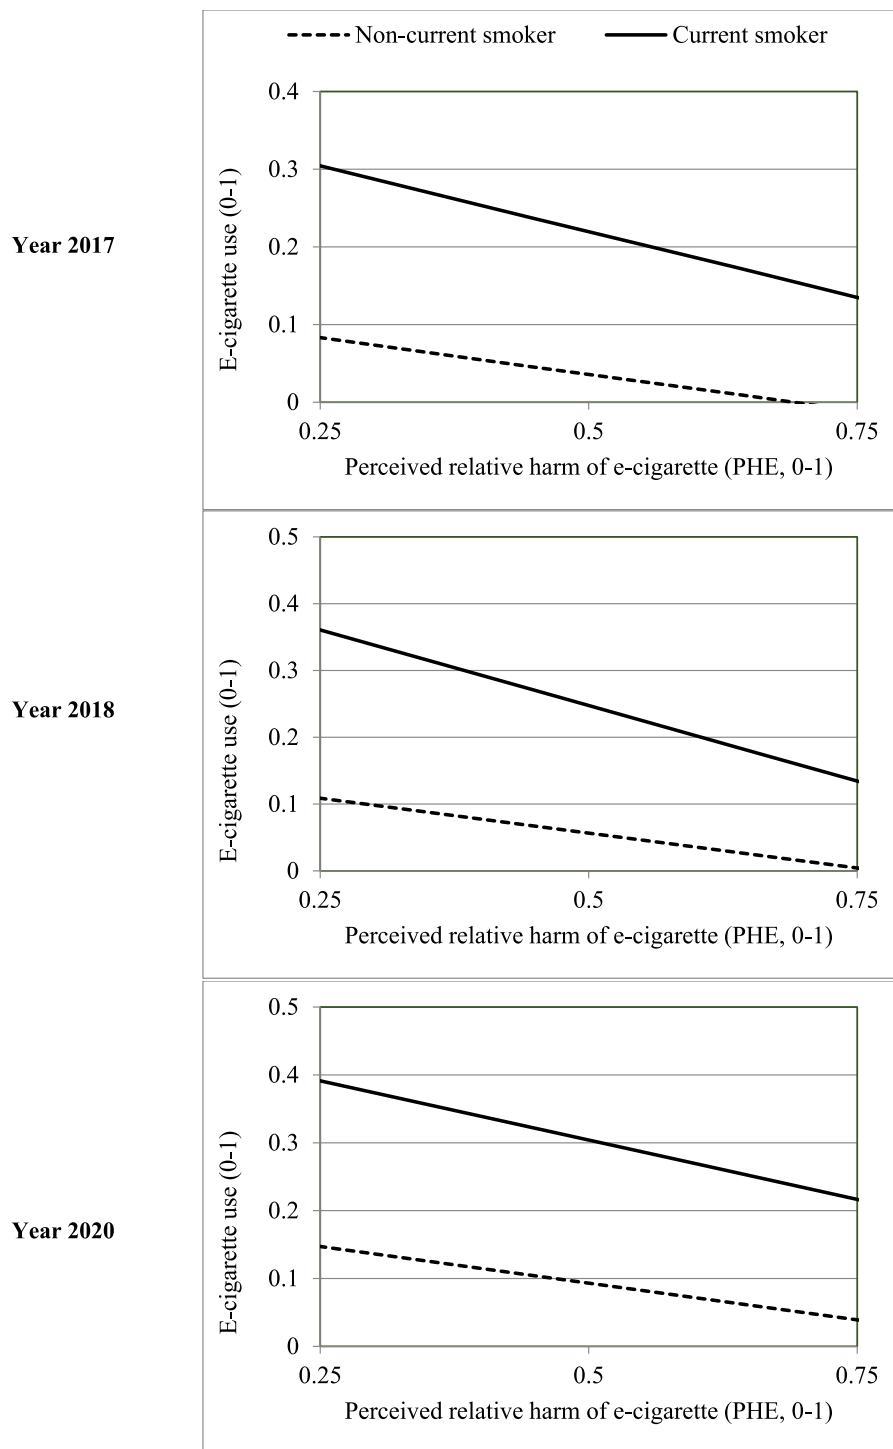 Non-current smoker Current smoker
Year 2017
E-cigarette use (0-1)
0.4
0.3
0.2
0.1
0
0.25 0.5 0.75
Perceived relative harm of e-cigarette (PHE, 0-1)
Year 2018
E-cigarette use (0-1)
0.5
0.4
0.3
0.2
0.1
0
0.25 0.5 0.75
Perceived relative harm of e-cigarette (PHE, 0-1)
Year 2020
E-cigarette use (0-1)
0.5
0.4
0.3
0.2
0.1
0
0.25 0.5 0.75
Perceived relative harm of e-cigarette (PHE, 0-1)